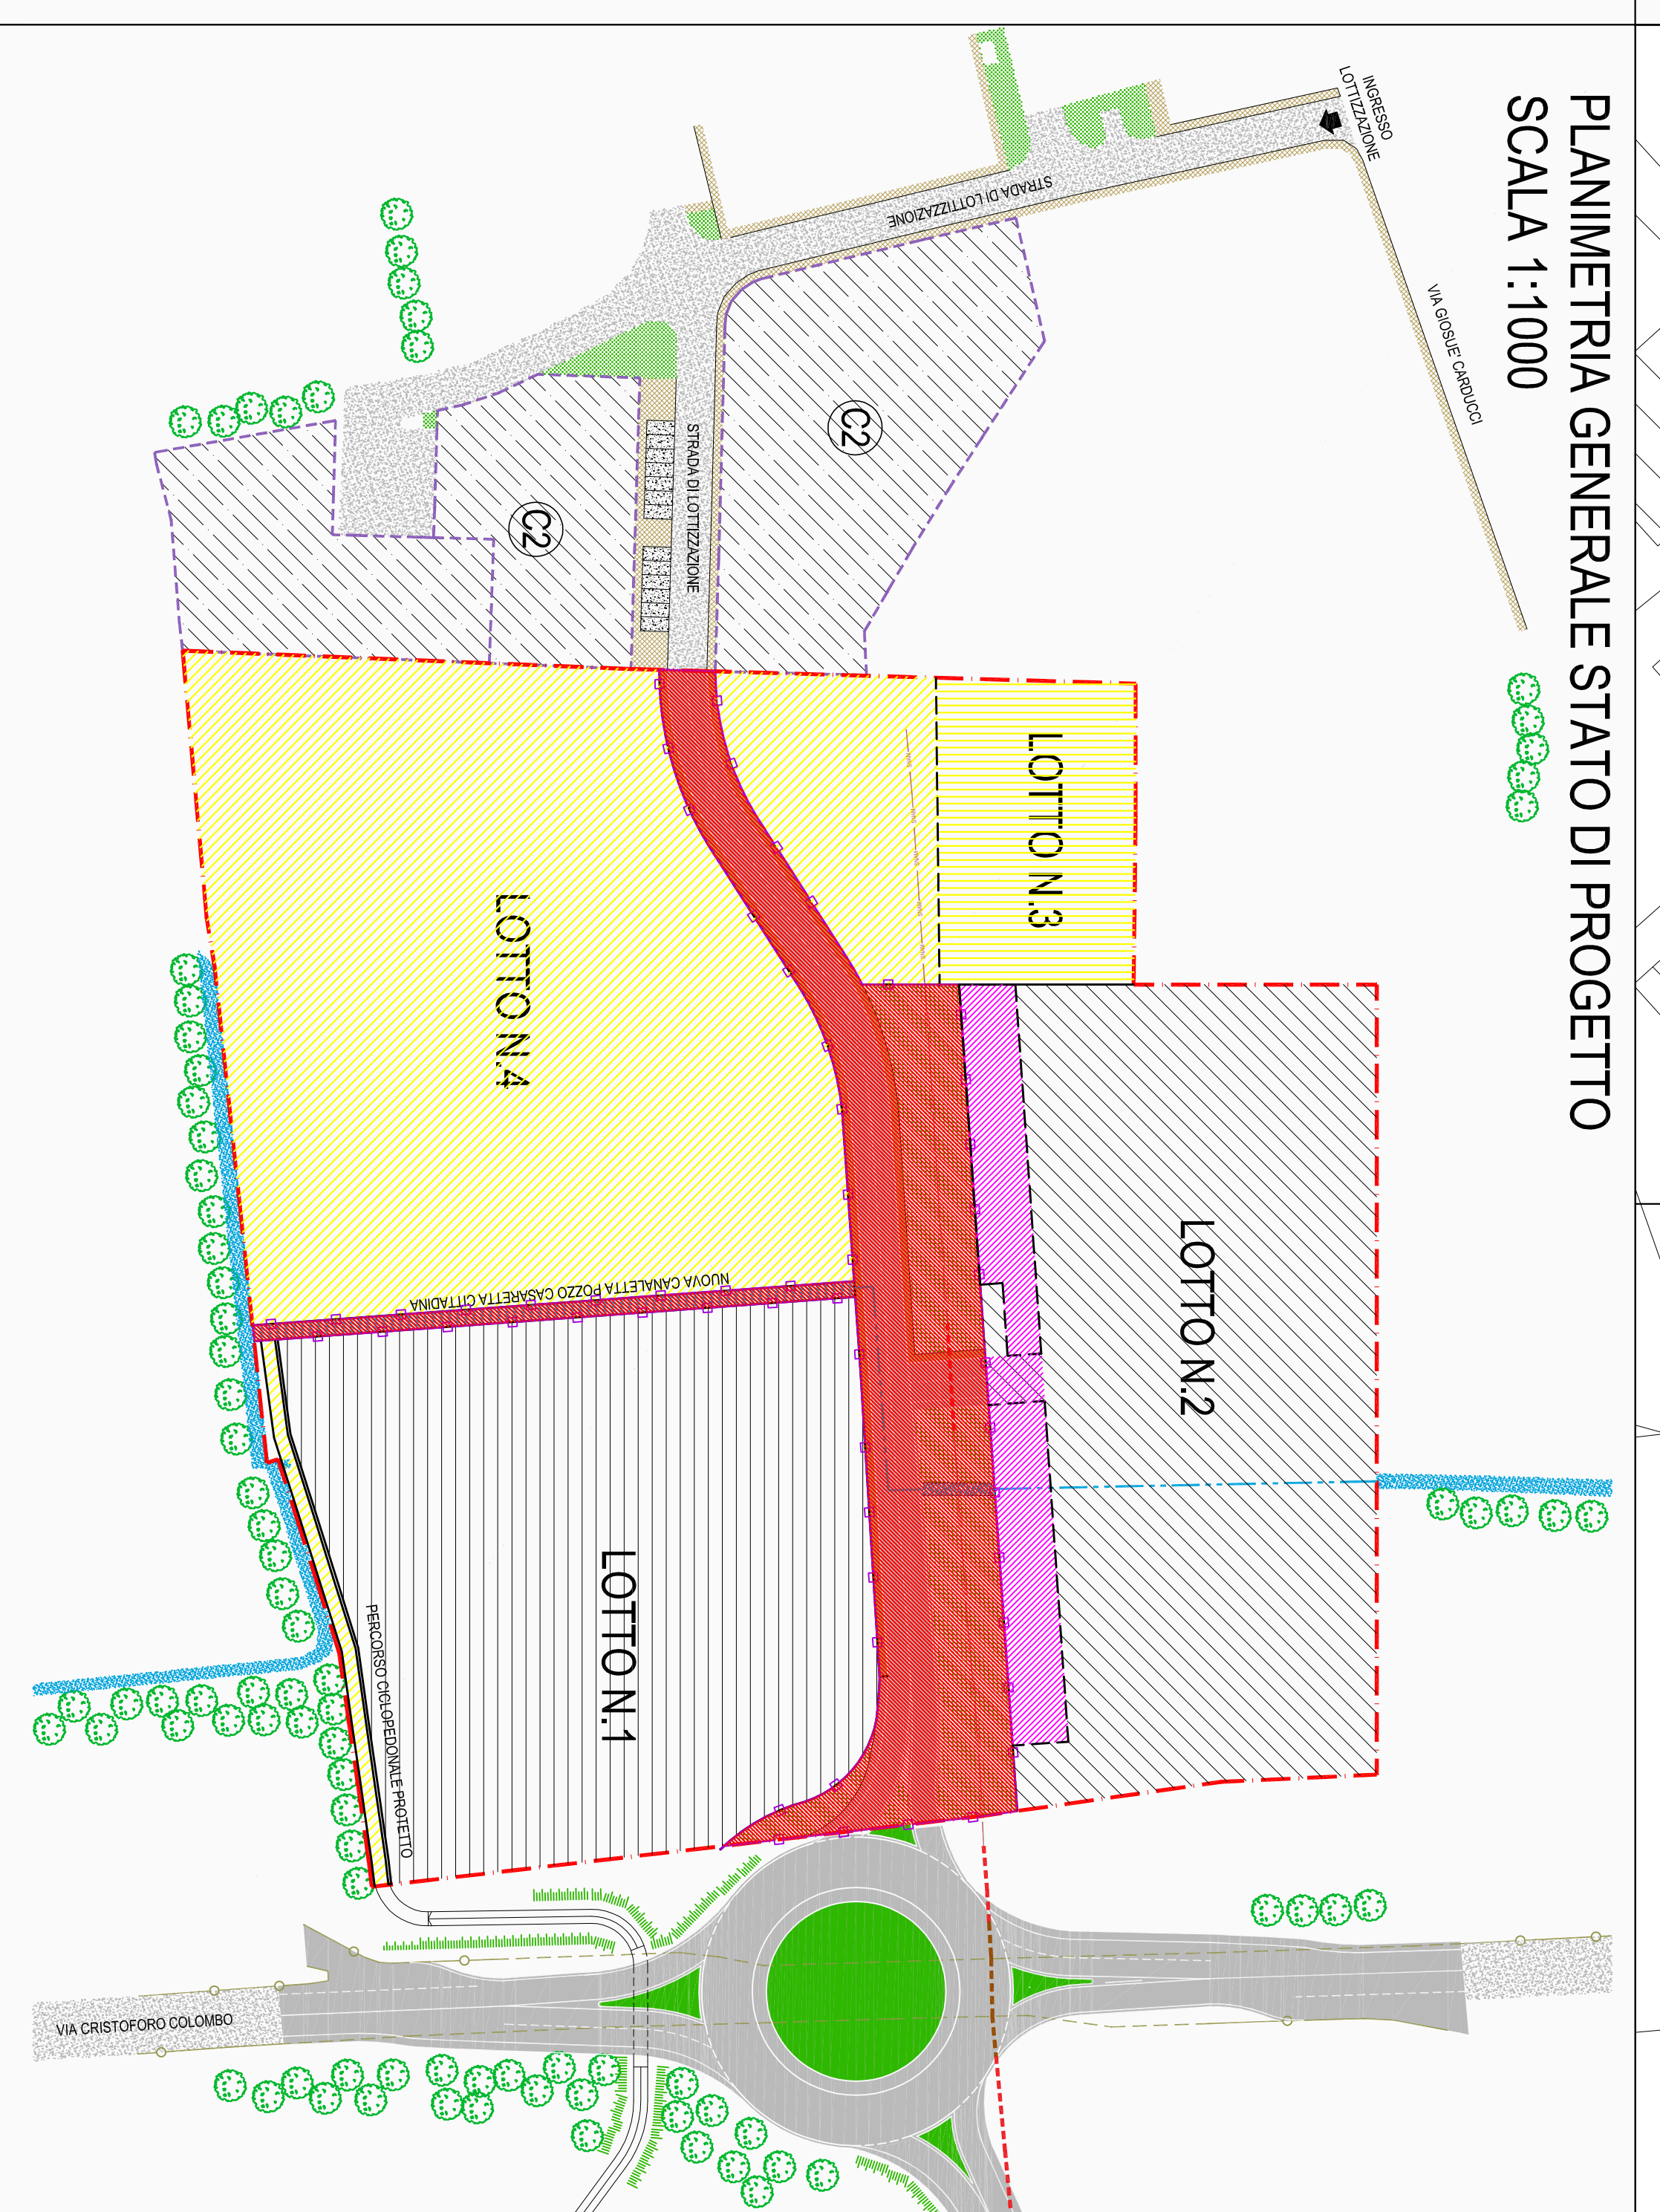 PLANIMETRIA GENERALE STATO DI PROGETTO
SCALA 1:1000
INGRESSO
LOTTIZZAZIONE
VIA GIOSUE' CARDUCCI
STRADA DI LOTTIZZAZIONE
C2
STRADA DI LOTTIZZAZIONE
C2
LOTTO N.3
LOTTO N.2
LOTTO N.4
NUOVA CANALETTA POZZO CASARETTA CITTADINA
LOTTO N.1
PERCORSO CICLOPEDONALE PROTETTO
VIA CRISTOFORO COLOMBO